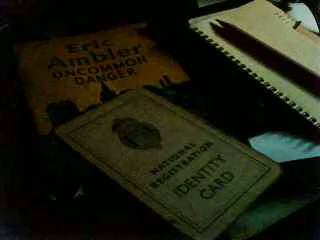 Eric
Ambler
UNCOMMON
DANGER
NATIONAL
REGISTRATION
IDENTITY
CARD